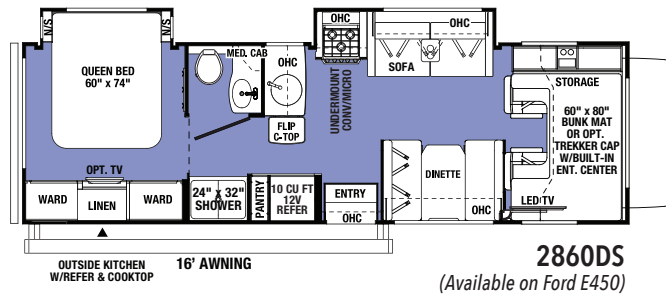 N/S
N/S
QUEEN BED
60" x 74"
MED. CAB
OHC
FLIP
C-TOP
OHC
UNDERMOUNT
CONV/MICRO
OHC
SOFA
STORAGE
60" x 80"
BUNK MAT
OR OPT.
TREKKER CAP
W/BUILT-IN
ENT. CENTER
LED TV
OPT. TV
WARD
LINEN
WARD
24" x 32"
SHOWER
PANTRY
10 CU FT
12V
REFER
ENTRY
OHC
DINETTE
OHC
OUTSIDE KITCHEN
W/REFER & COOKTOP
16' AWNING
2860DS
(Available on Ford E450)